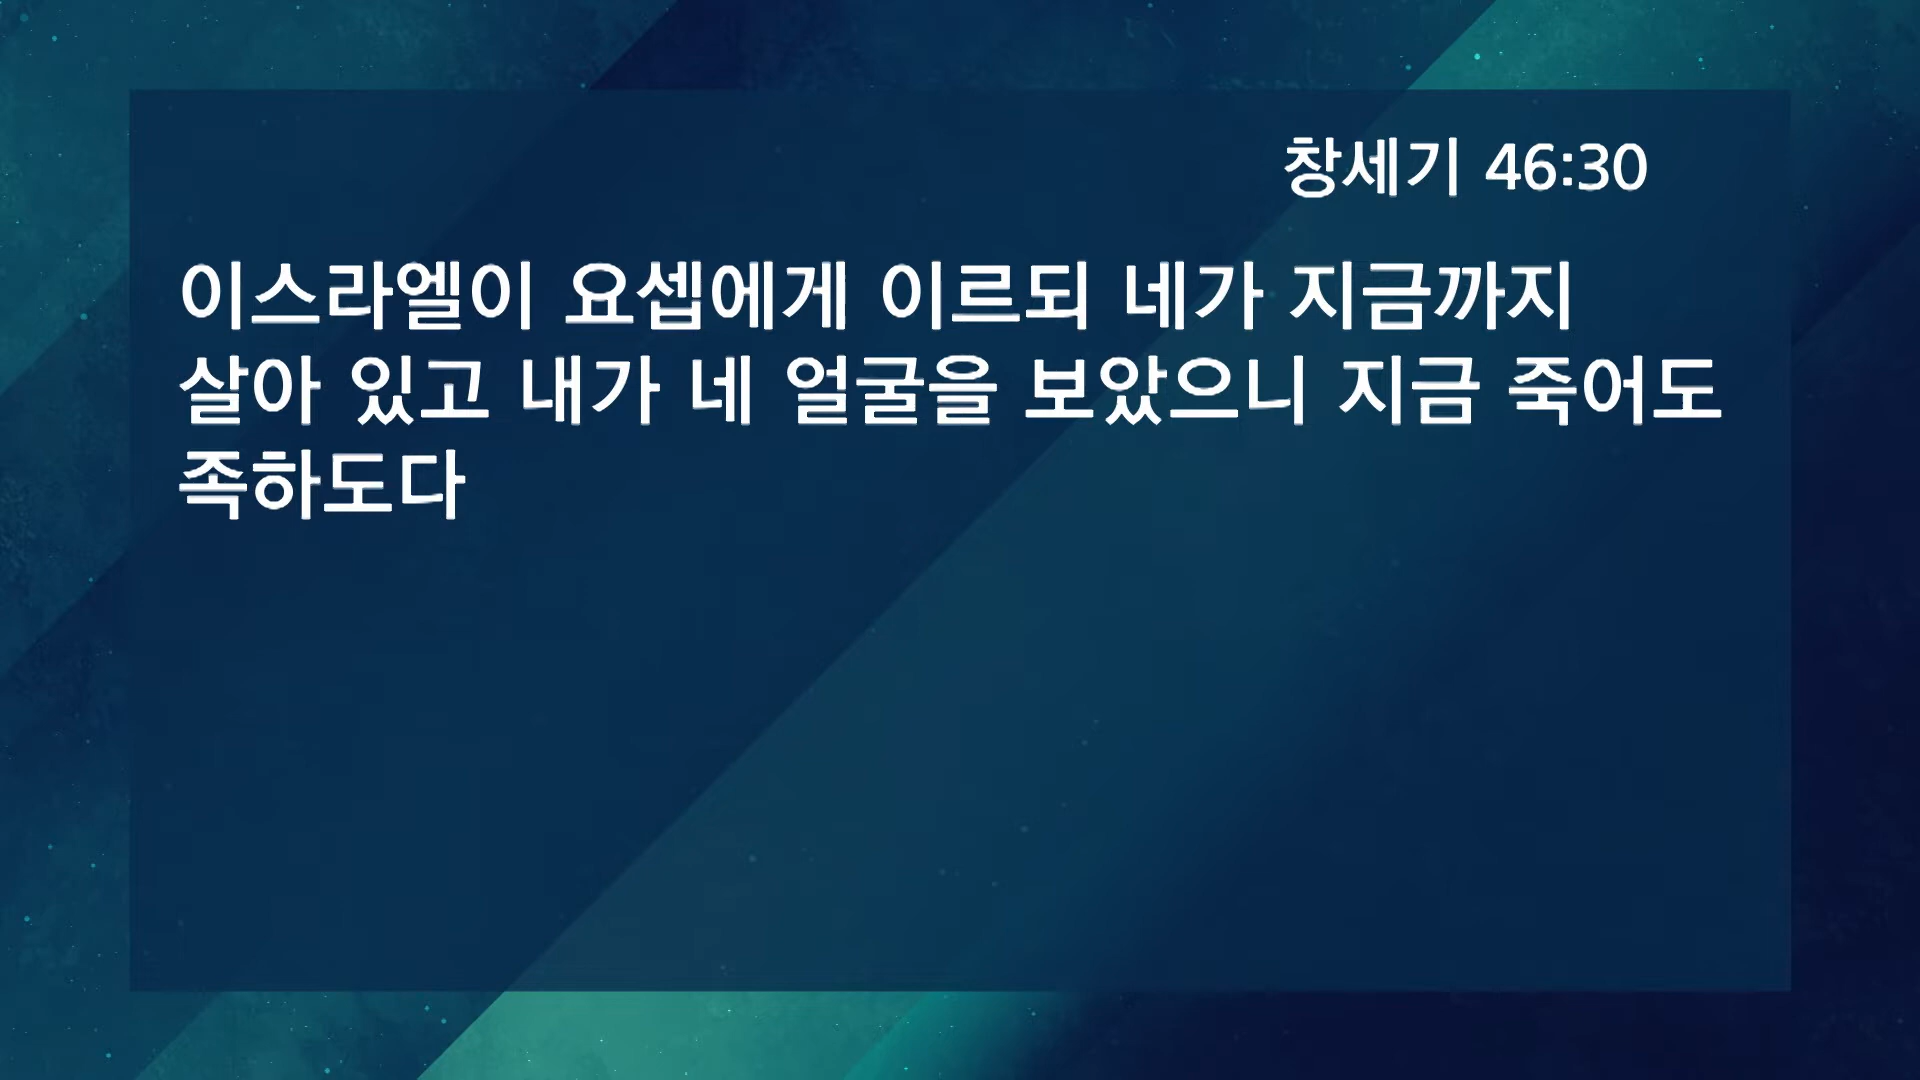 창세기 46:30
이스라엘이 요셉에게 이르되 네가 지금까지
살아 있고 내가 네 얼굴을 보았으니 지금 죽어도
족하도다